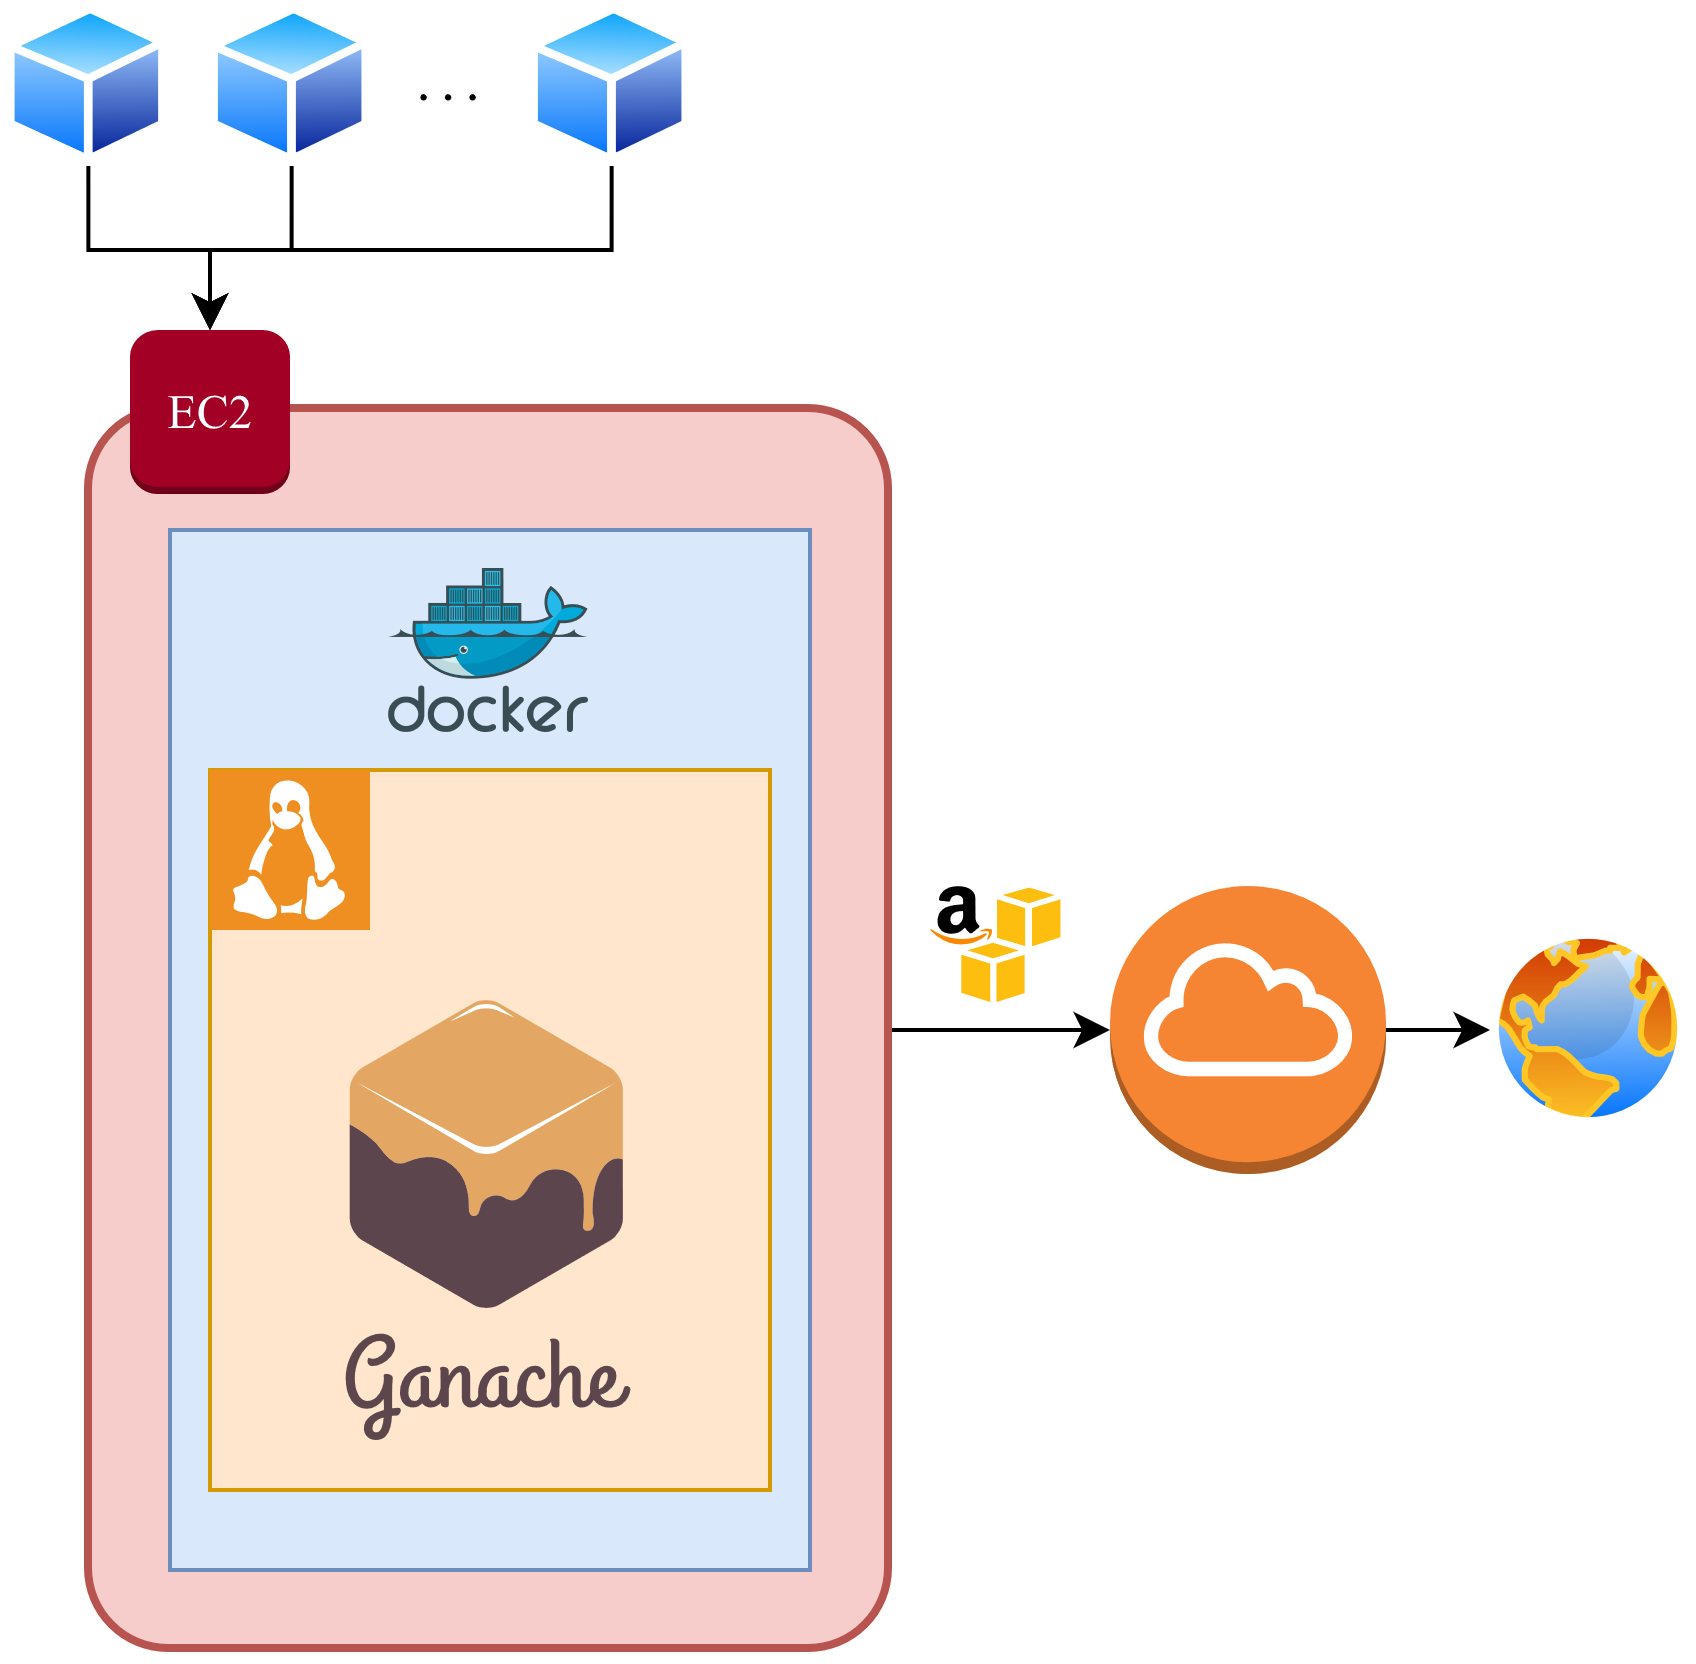 . . .
EC2
docker
a
Ganache